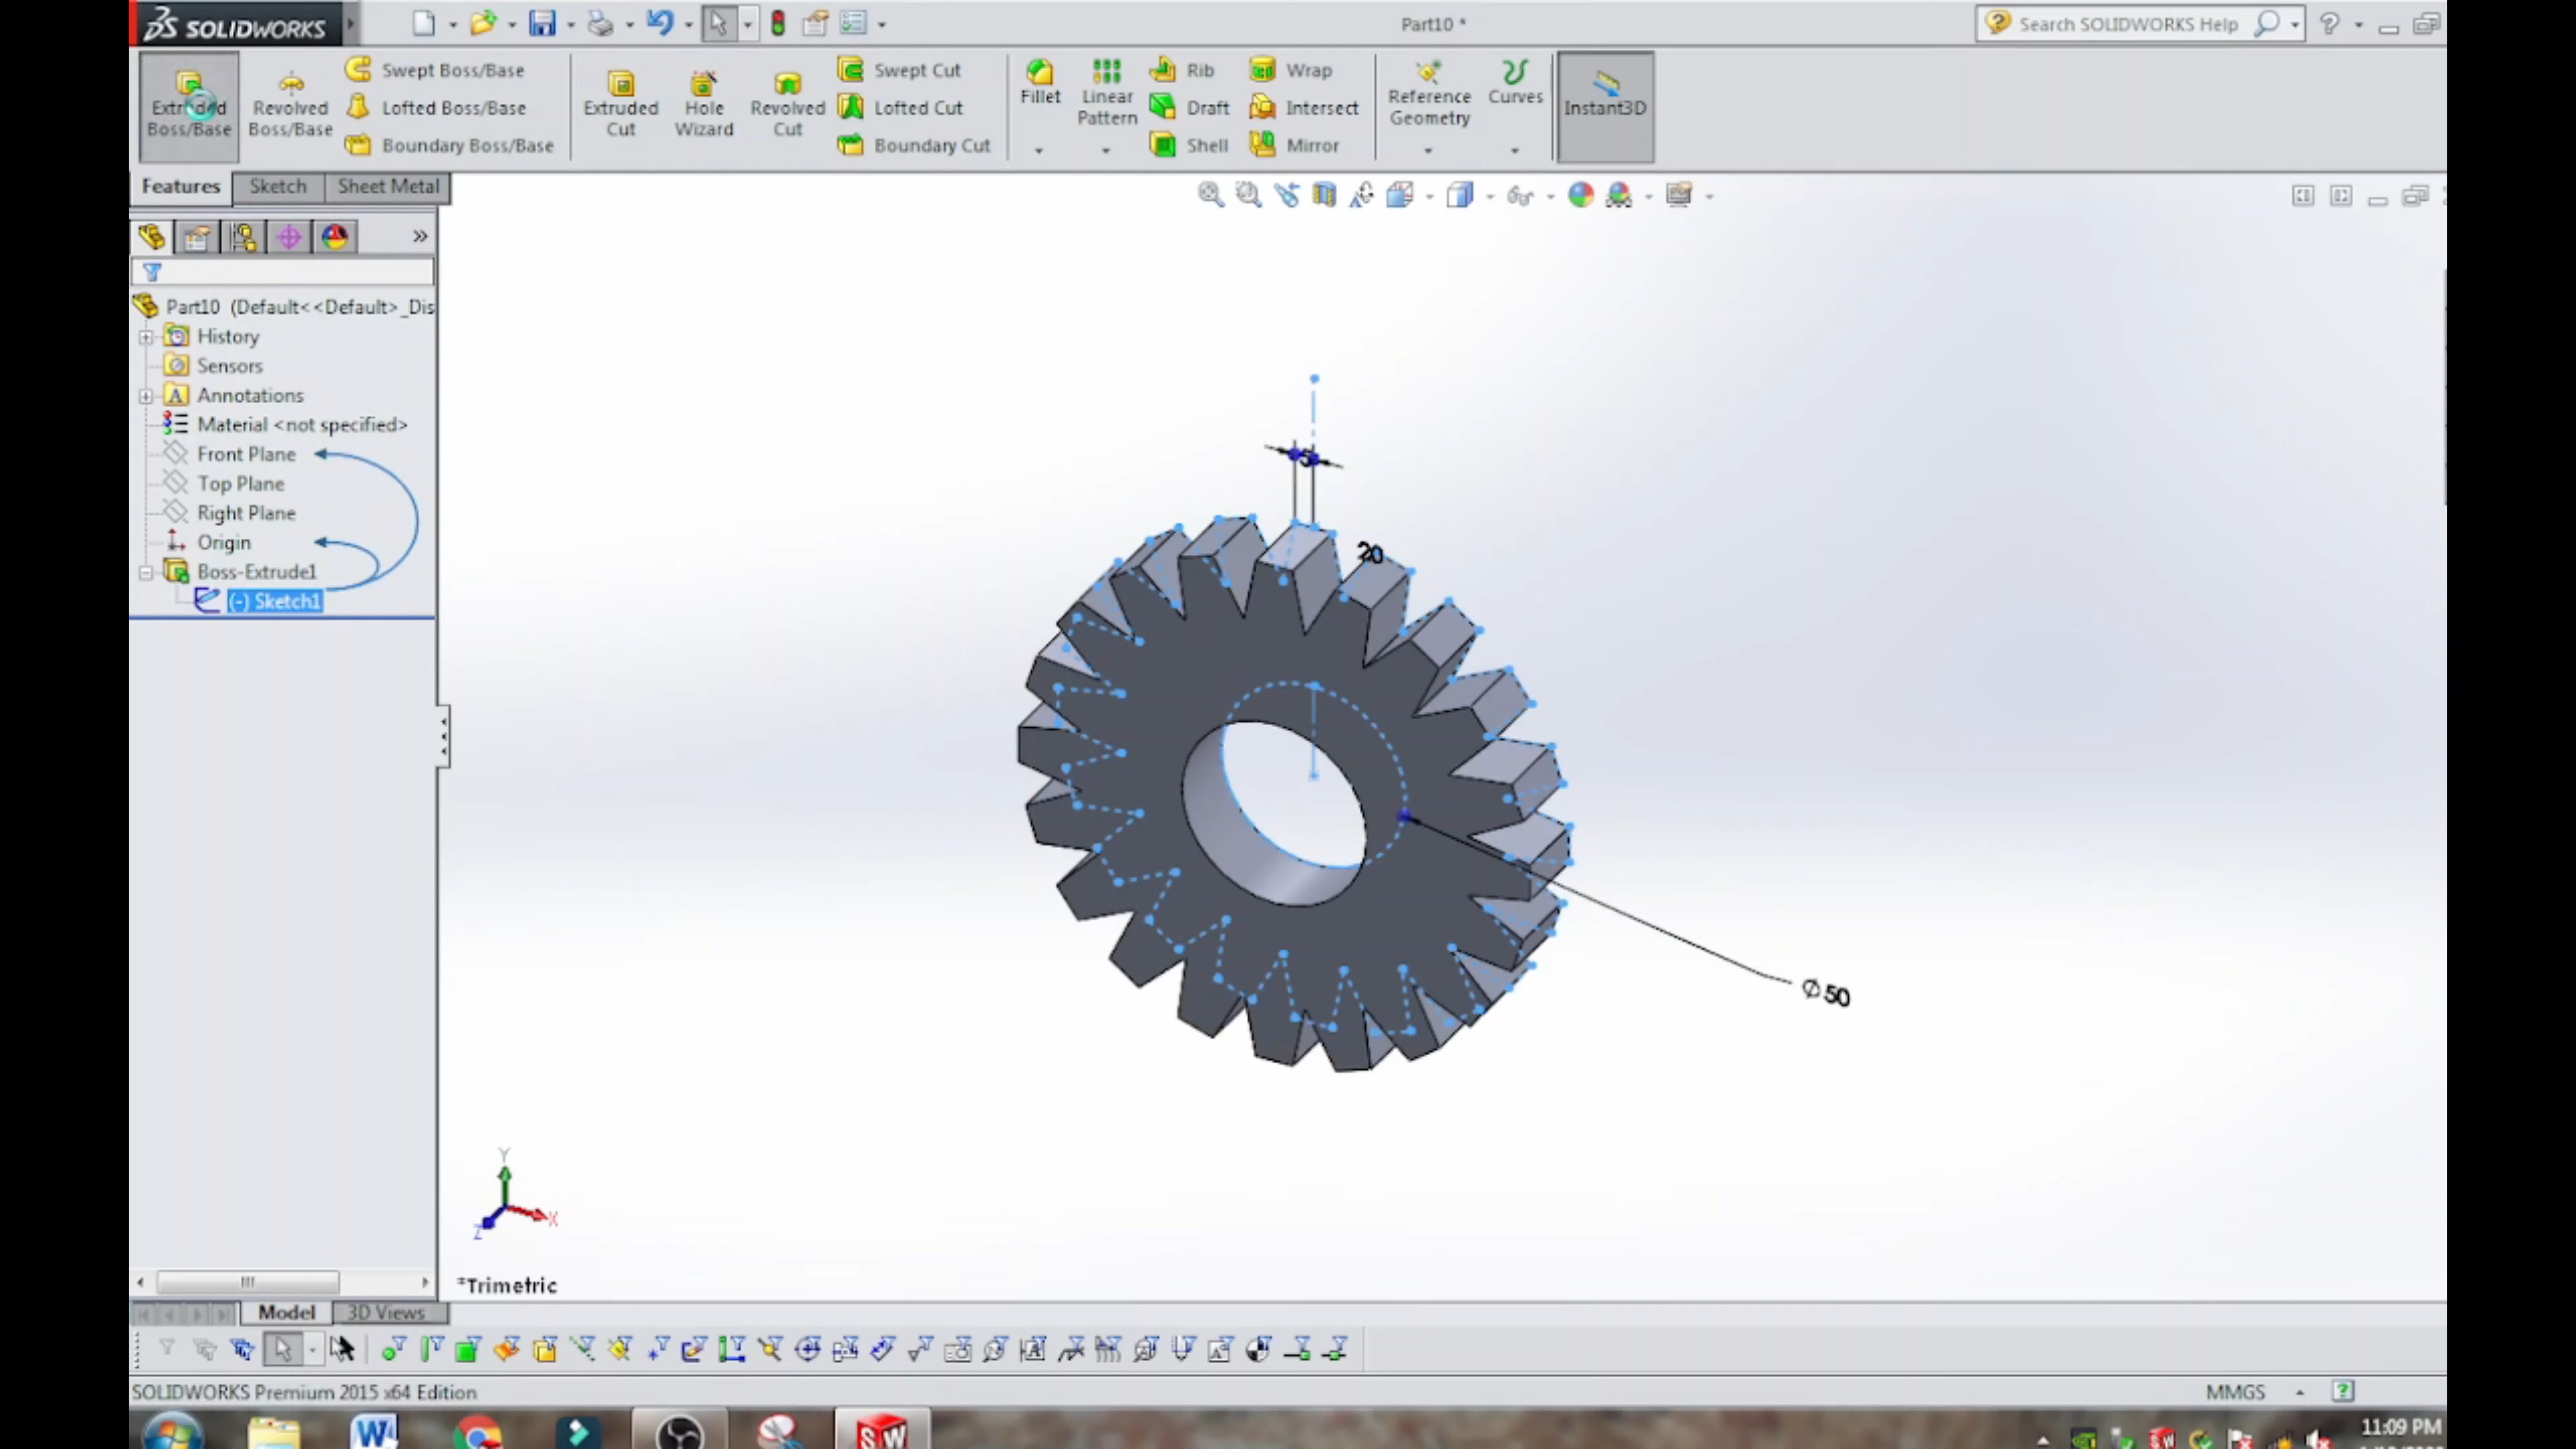 SOLIDWORKS
Part10 *
Search SOLIDWORKS Help
Extruded Boss/Base
Revolved Boss/Base
Swept Boss/Base
Lofted Boss/Base
Boundary Boss/Base
Extruded Cut
Hole Wizard
Revolved Cut
Swept Cut
Lofted Cut
Boundary Cut
Fillet
Linear Pattern
Rib
Draft
Shell
Wrap
Intersect
Mirror
Reference Geometry
Curves
Instant3D
Features
Sketch
Sheet Metal
Part10 (Default<<Default>_Dis
History
Sensors
Annotations
Material <not specified>
Front Plane
Top Plane
Right Plane
Origin
Boss-Extrude1
(-) Sketch1
20
∅50
Y
X
Z
*Trimetric
Model
3D Views
SOLIDWORKS Premium 2015 x64 Edition
MMGS
11:09 PM